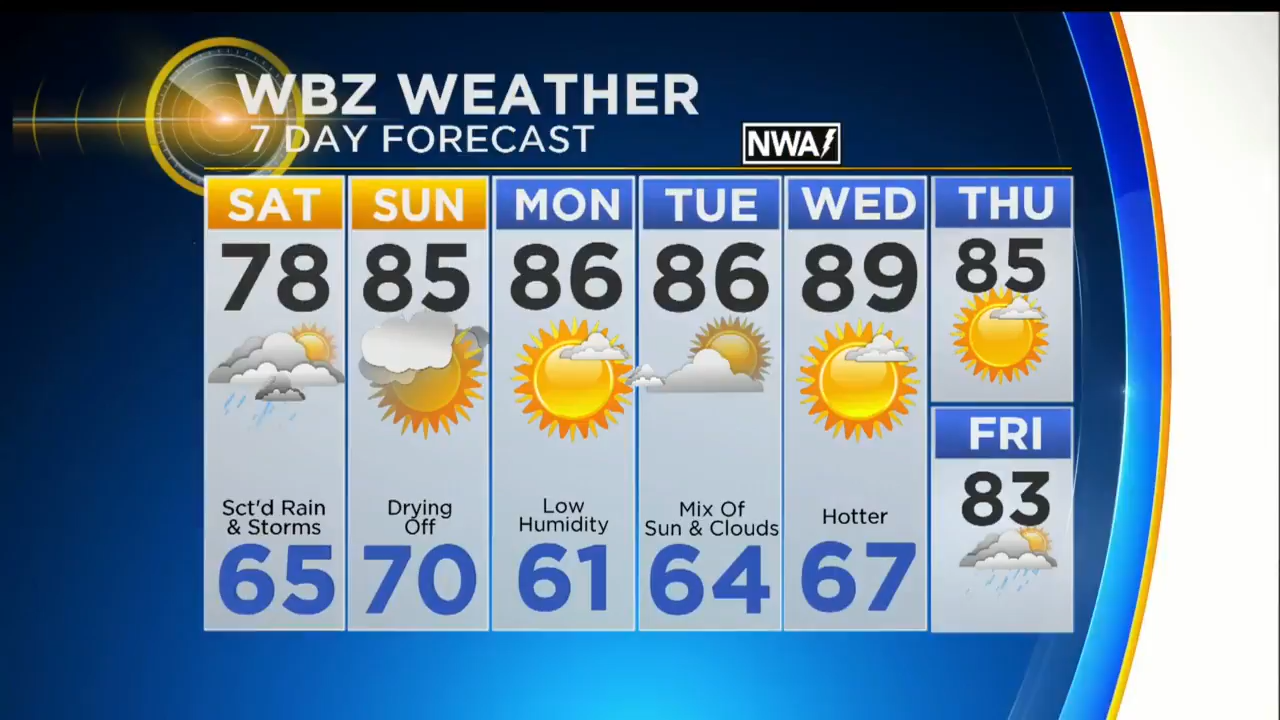 WBZ WEATHER
7 DAY FORECAST
NWA
SAT
78
Sct'd Rain
& Storms
65
SUN
85
Drying
Off
70
MON
86
Low
Humidity
61
TUE
86
Mix Of
Sun & Clouds
64
WED
89
Hotter
67
THU
85
FRI
83